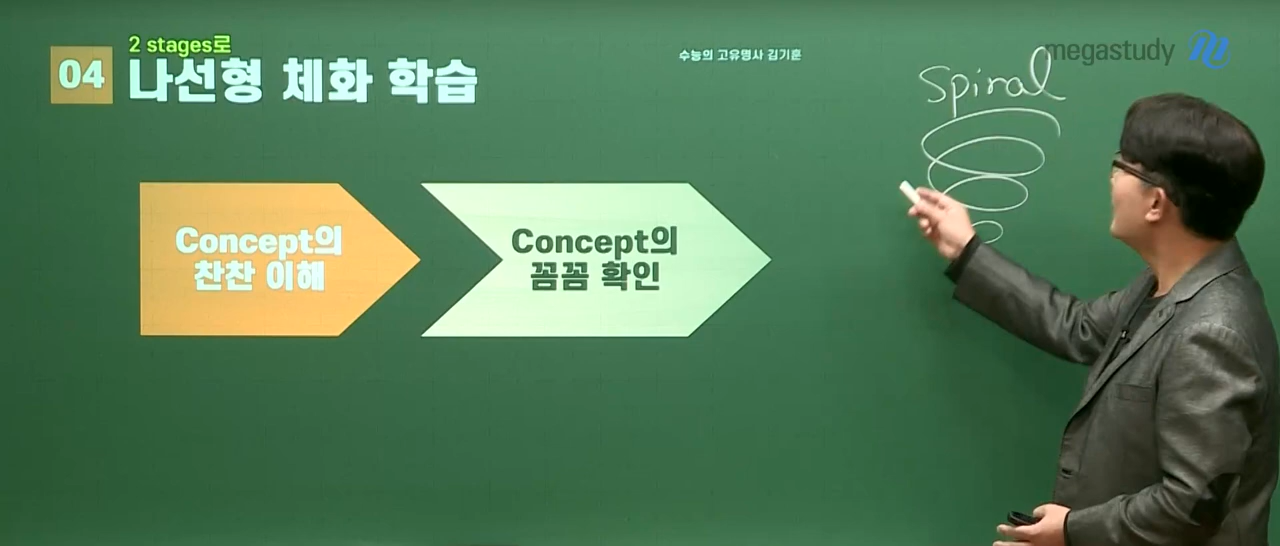 2 stages로
04
나선형 체화 학습
수능의 고유명사 김기훈
megastudy
Spiral
Concept의
찬찬 이해
Concept의
꼼꼼 확인